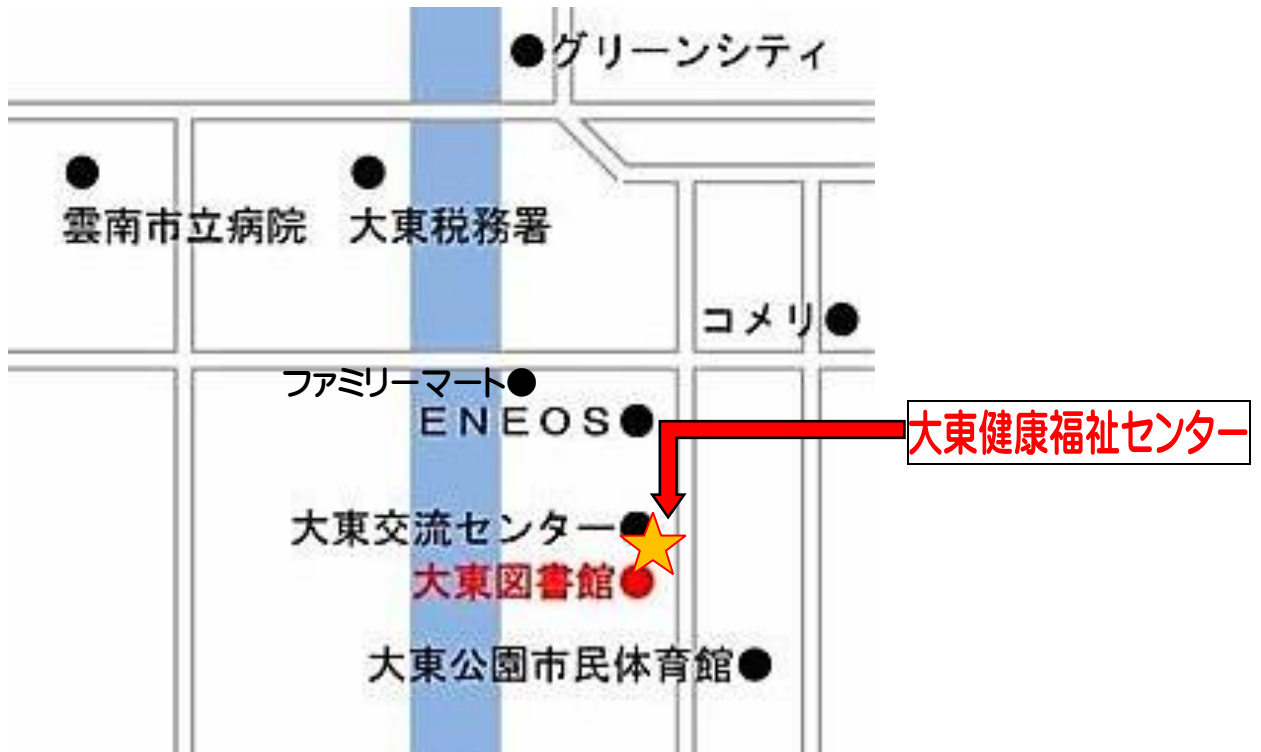 グリーンシティ
雲南市立病院
大東税務署
コメリ
ファミリーマート
ＥＮＥＯＳ
大東健康福祉センター
大東交流センター
大東図書館
大東公園市民体育館